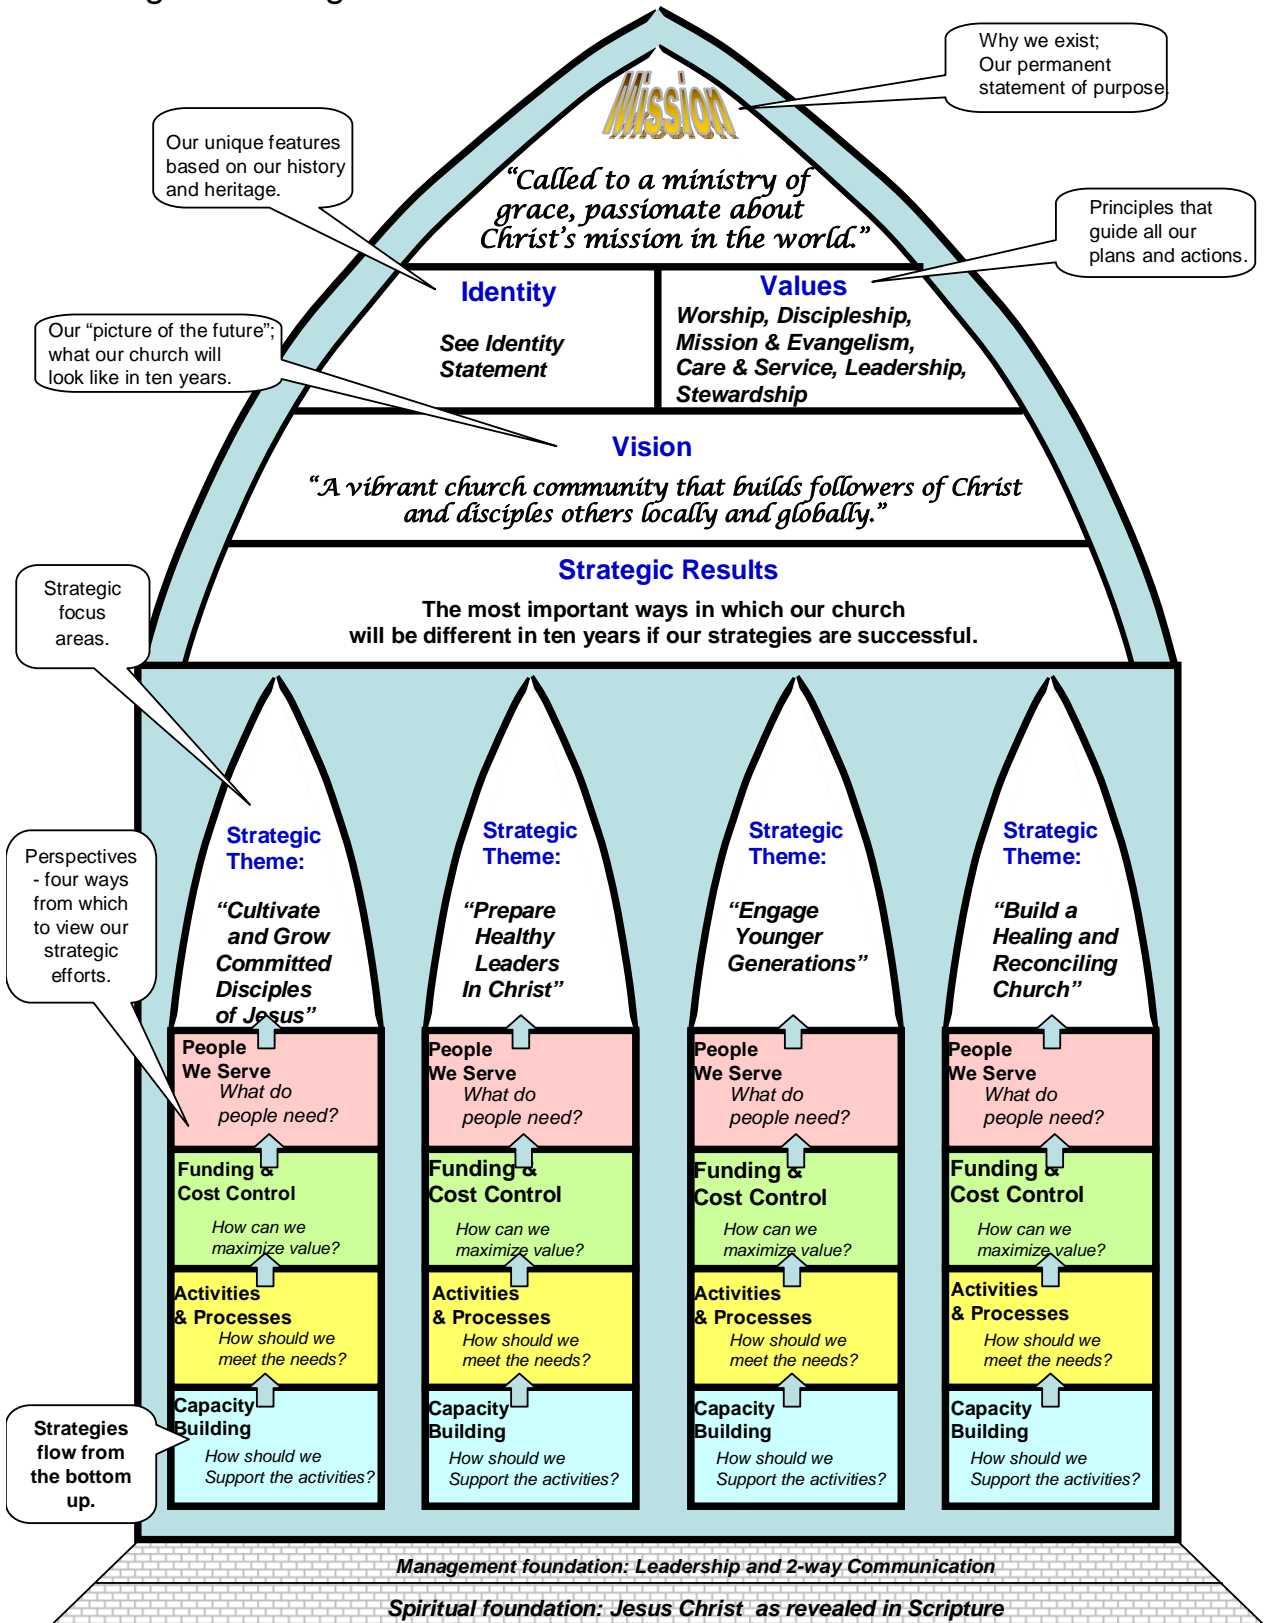 Why we exist;
Our permanent
statement of purpose.
Mission
Our unique features
based on our history
and heritage.
“Called to a ministry of
grace, passionate about
Christ’s mission in the world.”
Principles that
guide all our
plans and actions.
Identity
See Identity
Statement
Values
Worship, Discipleship,
Mission & Evangelism,
Care & Service, Leadership,
Stewardship
Our “picture of the future”;
what our church will
look like in ten years.
Vision
“A vibrant church community that builds followers of Christ
and disciples others locally and globally.”
Strategic Results
The most important ways in which our church
will be different in ten years if our strategies are successful.
Strategic
focus
areas.
Perspectives
- four ways
from which
to view our
strategic
efforts.
Strategic
Theme:
“Cultivate
and Grow
Committed
Disciples
of Jesus”
People
We Serve
What do
people need?
Funding &
Cost Control
How can we
maximize value?
Activities
& Processes
How should we
meet the needs?
Capacity
Building
How should we
Support the activities?
Strategic
Theme:
“Prepare
Healthy
Leaders
In Christ”
People
We Serve
What do
people need?
Funding &
Cost Control
How can we
maximize value?
Activities
& Processes
How should we
meet the needs?
Capacity
Building
How should we
Support the activities?
Strategic
Theme:
“Engage
Younger
Generations”
People
We Serve
What do
people need?
Funding &
Cost Control
How can we
maximize value?
Activities
& Processes
How should we
meet the needs?
Capacity
Building
How should we
Support the activities?
Strategic
Theme:
“Build a
Healing and
Reconciling
Church”
People
We Serve
What do
people need?
Funding &
Cost Control
How can we
maximize value?
Activities
& Processes
How should we
meet the needs?
Capacity
Building
How should we
Support the activities?
Strategies
flow from
the bottom
up.
Management foundation: Leadership and 2-way Communication
Spiritual foundation: Jesus Christ as revealed in Scripture